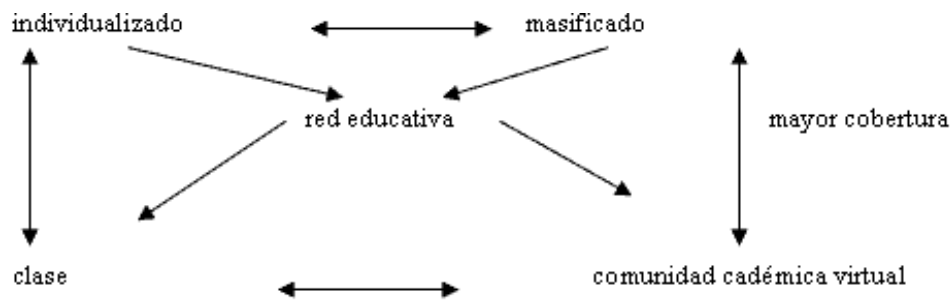 individualizado
masificado
red educativa
mayor cobertura
clase
comunidad cadémica virtual